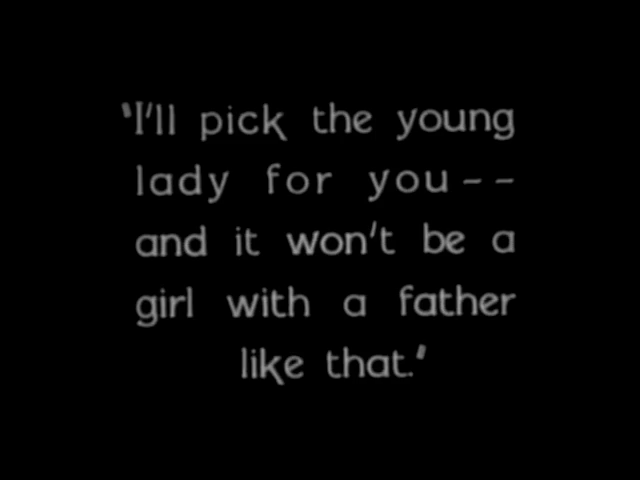 'I'll pick the young
lady for you--
and it won't be a
girl with a father
like that.'